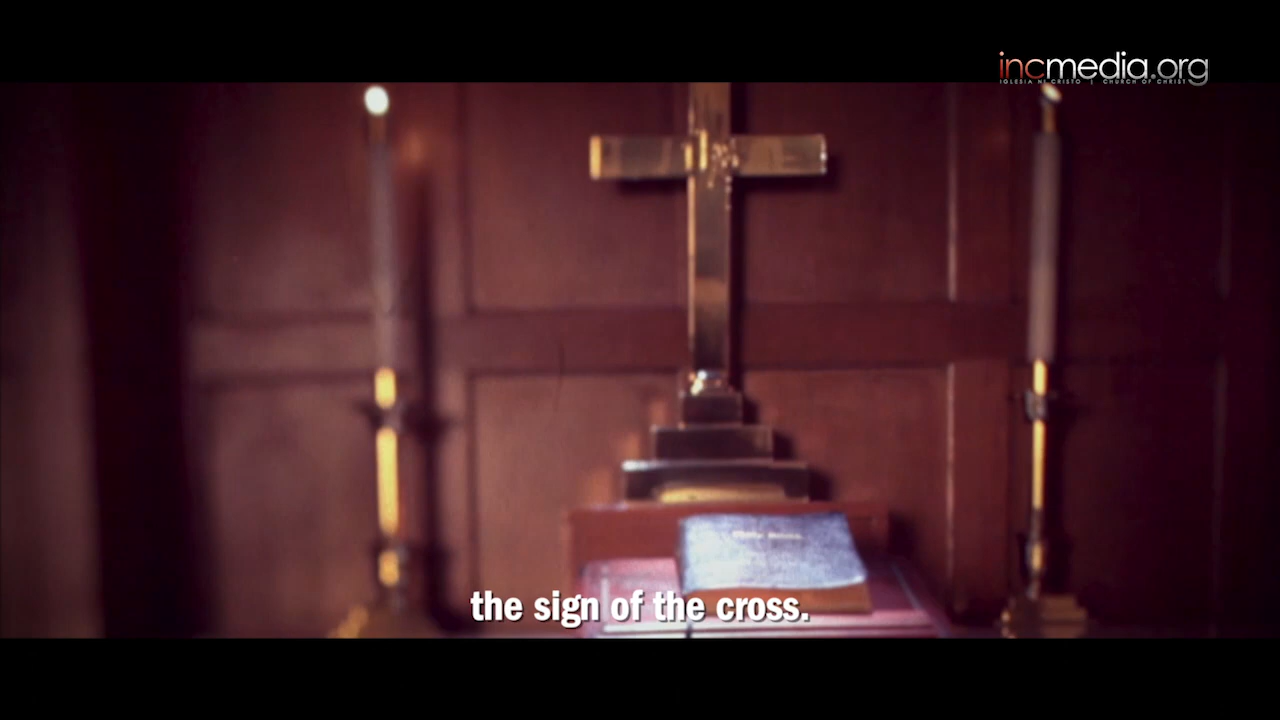 incmedia.org
IGLESIA NI CRISTO | CHURCH OF CHRIST
the sign of the cross.